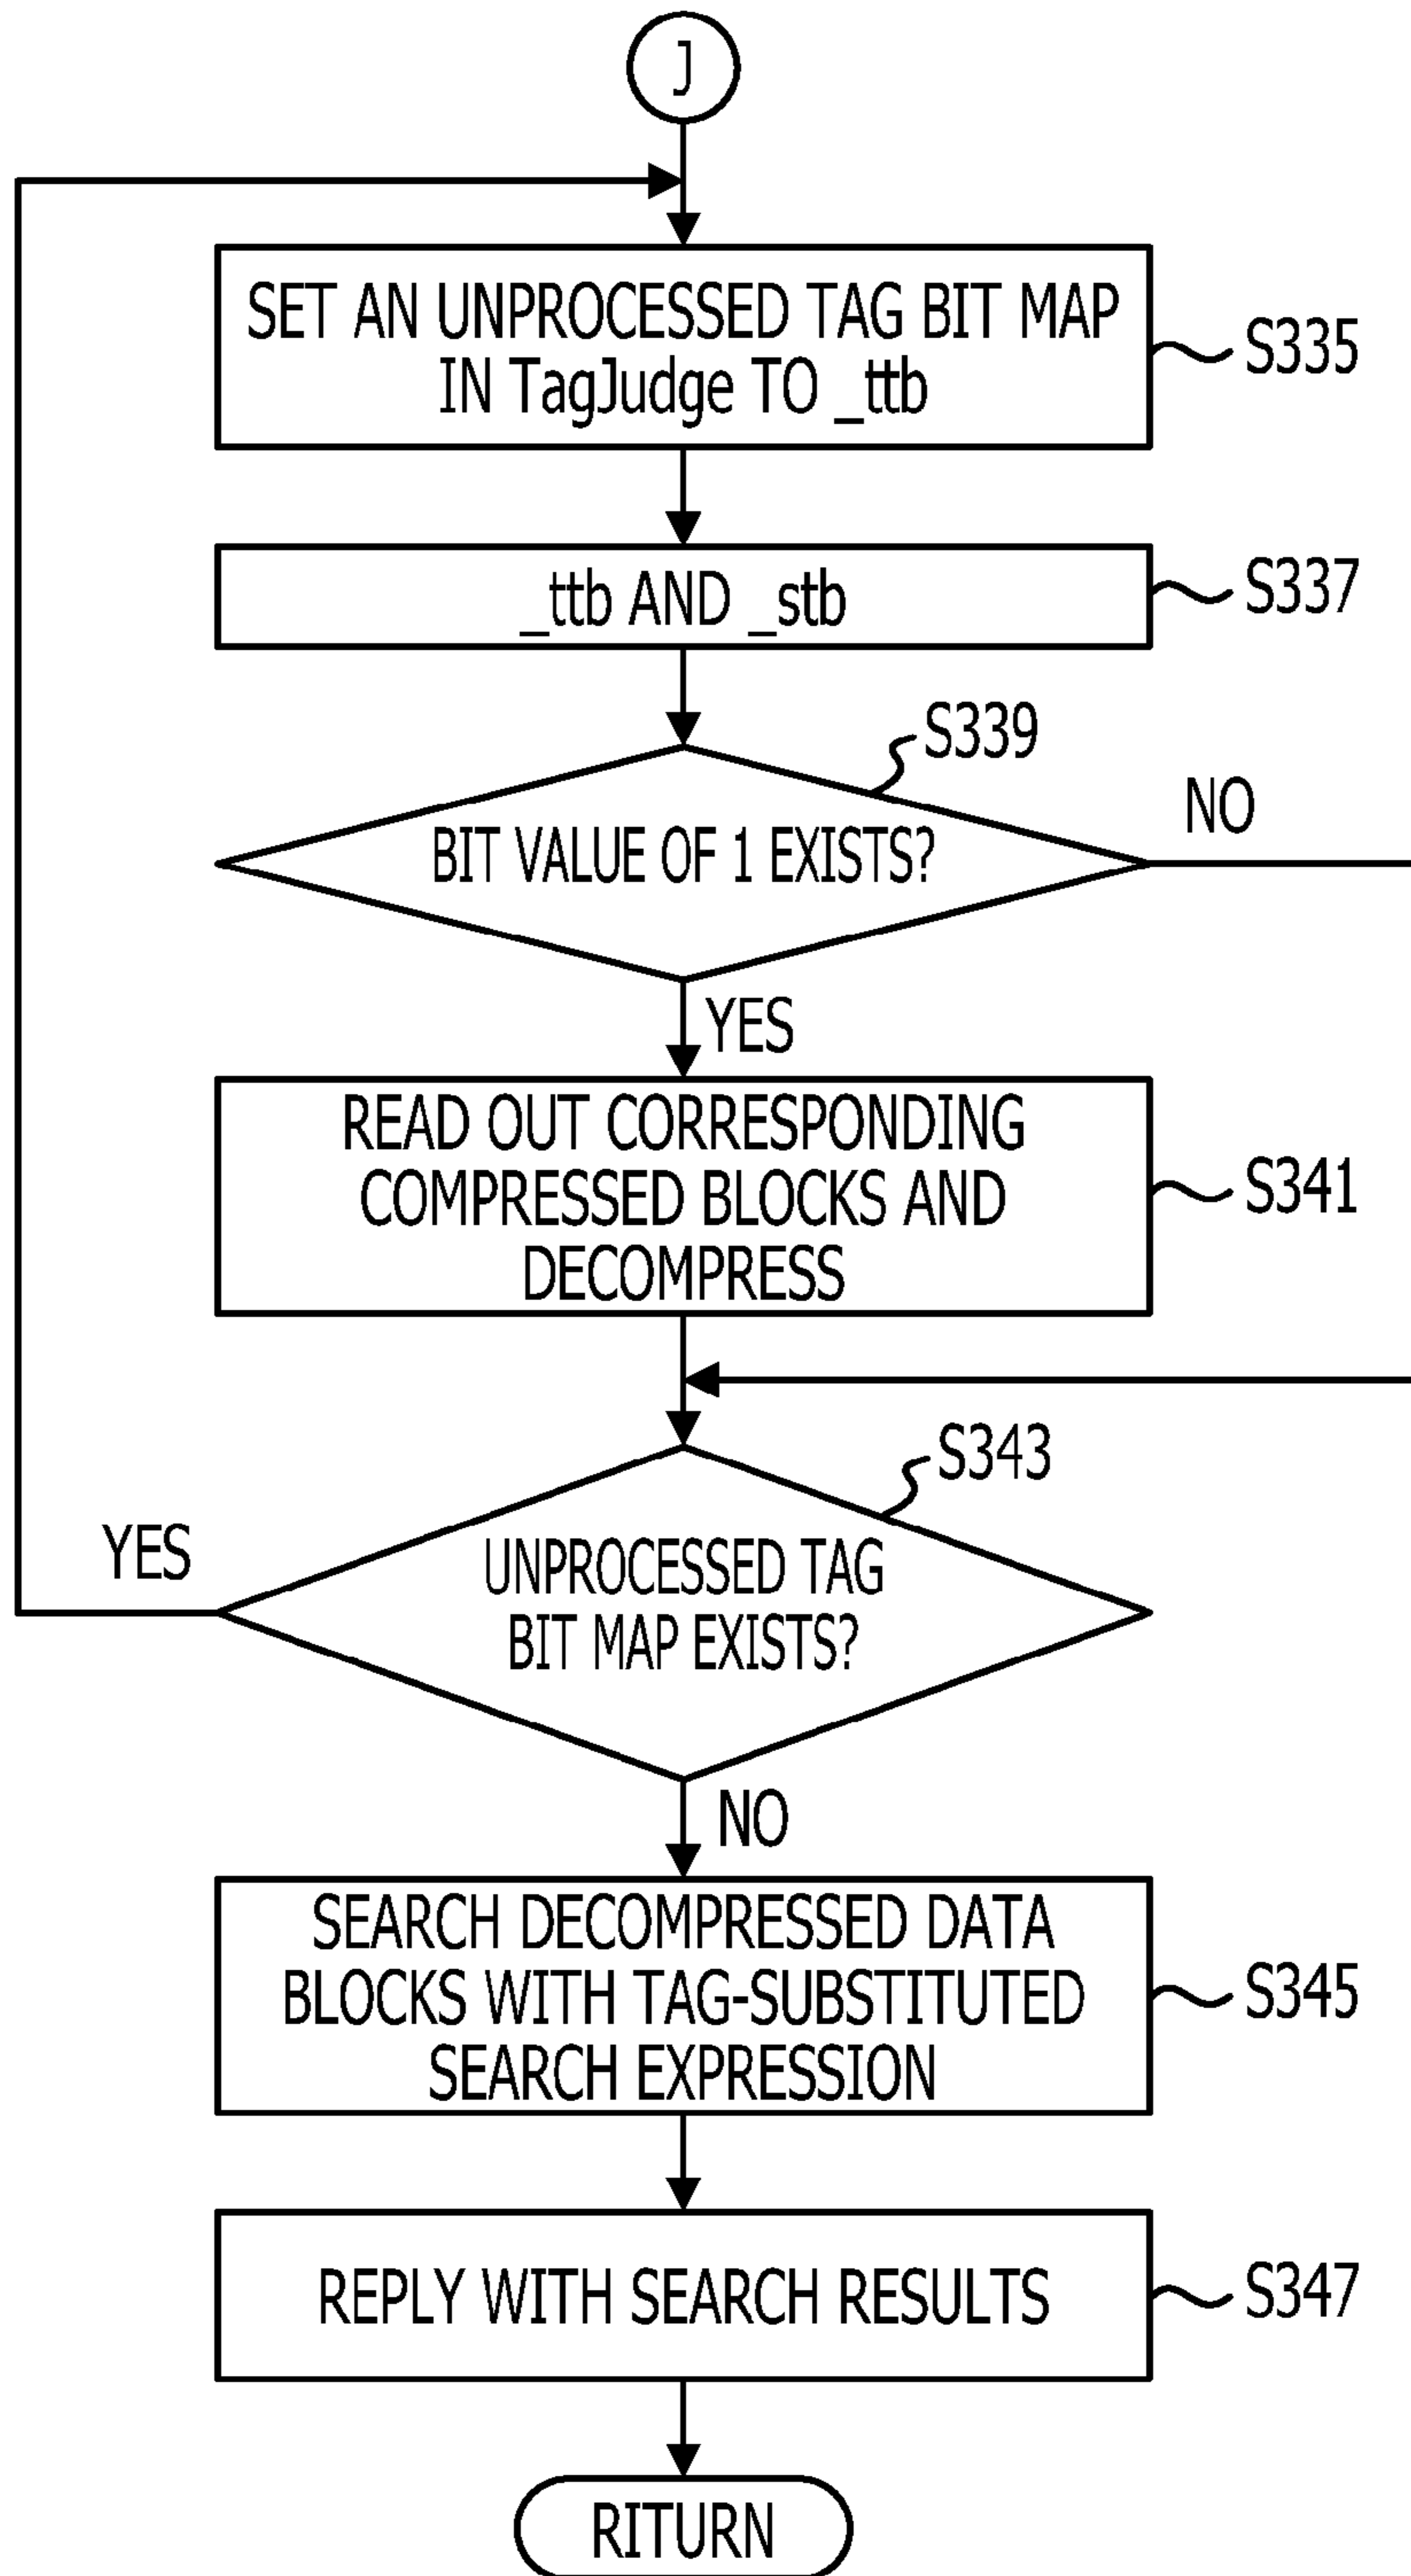 J
SET AN UNPROCESSED TAG BIT MAP
IN TagJudge TO _ttb
S335
_ttb AND _stb
S337
S339
BIT VALUE OF 1 EXISTS?
NO
YES
READ OUT CORRESPONDING
COMPRESSED BLOCKS AND
DECOMPRESS
S341
S343
YES
UNPROCESSED TAG
BIT MAP EXISTS?
NO
SEARCH DECOMPRESSED DATA
BLOCKS WITH TAG-SUBSTITUTED
SEARCH EXPRESSION
S345
REPLY WITH SEARCH RESULTS
S347
RITURN